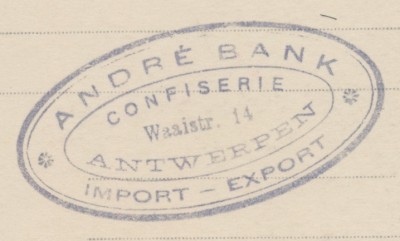 ANDRÉ BANK
CONFISERIE
Waaistr. 14
ANTWERPEN
IMPORT - EXPORT